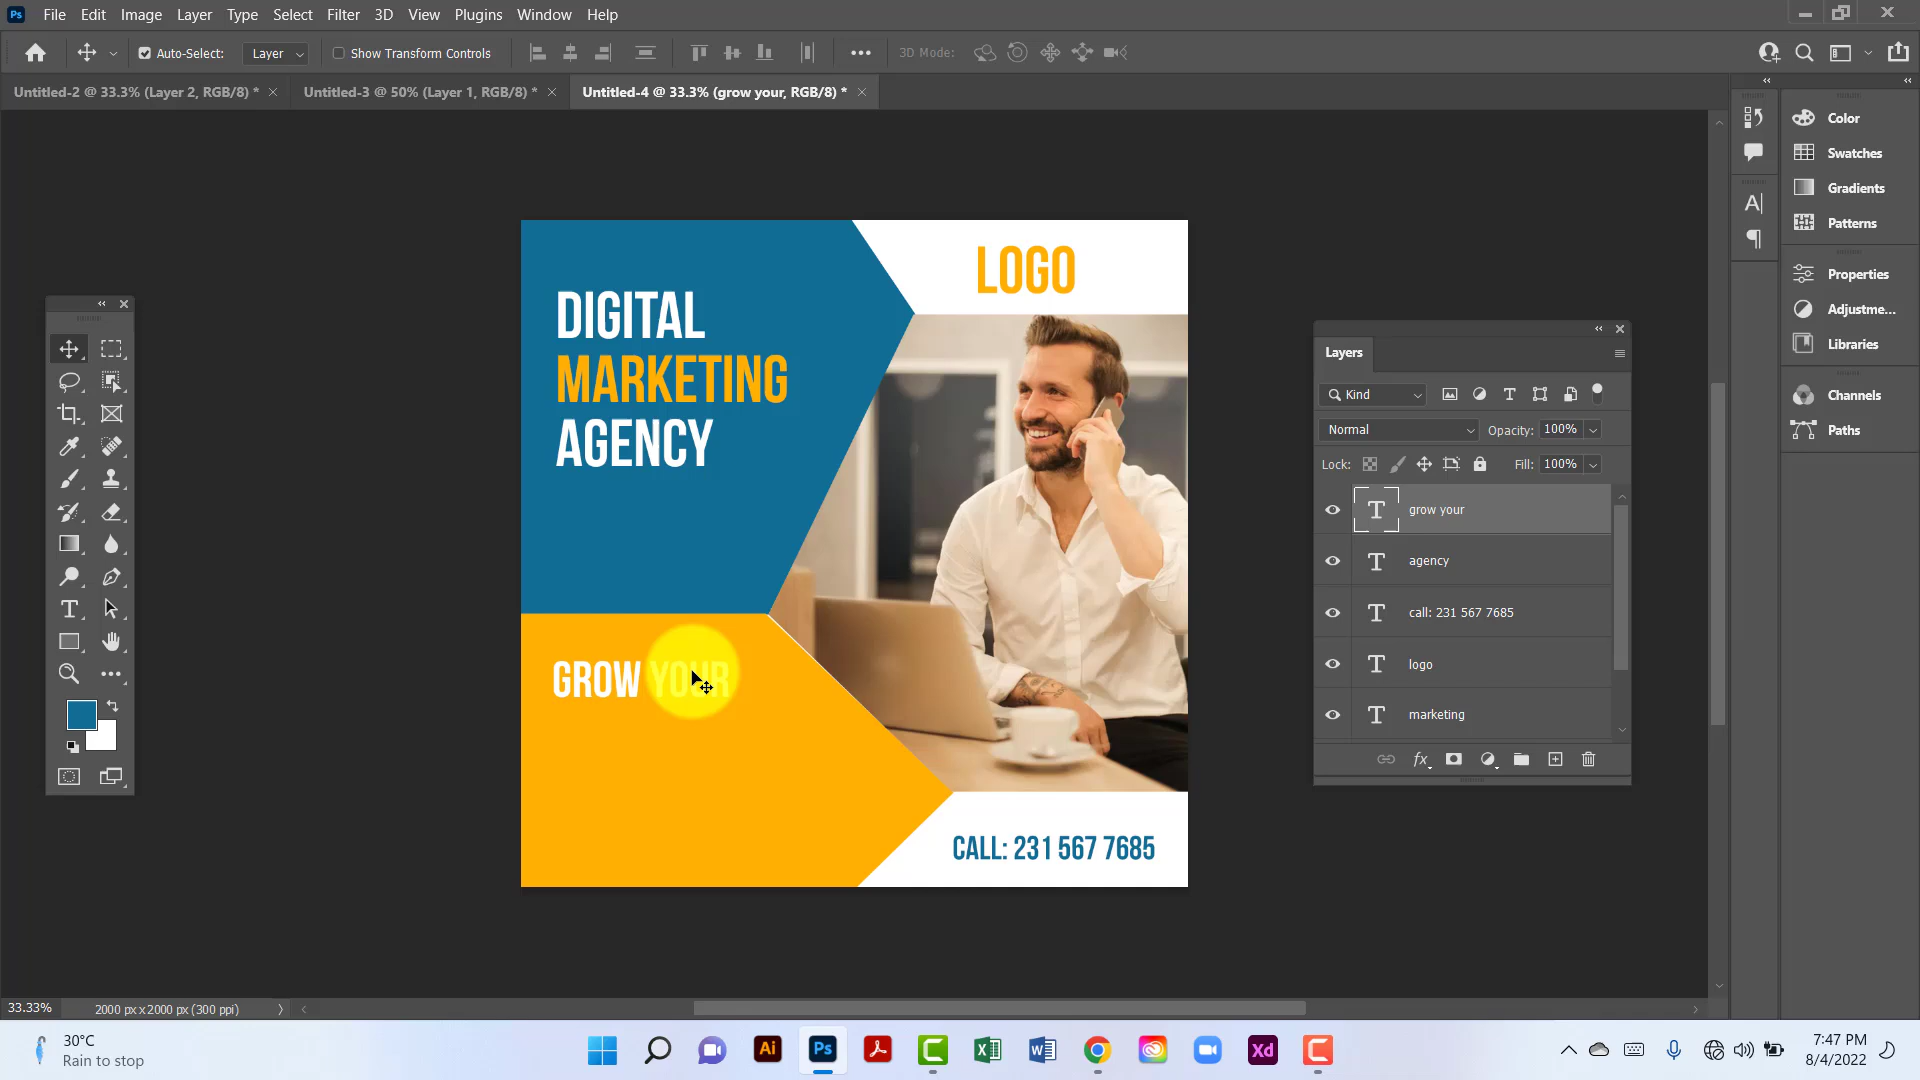 File Edit Image Layer Type Select Filter 3D View Plugins Window Help
Auto-Select: Layer Show Transform Controls 3D Mode:
Untitled-2 @ 33.3% (Layer 2, RGB/8) * Untitled-3 @ 50% (Layer 1, RGB/8) * Untitled-4 @ 33.3% (grow your, RGB/8) *
Color
Swatches
Gradients
Patterns
Properties
Adjustme...
Libraries
Channels
Paths
LOGO
DIGITAL
MARKETING
AGENCY
GROW YOUR
CALL: 231 567 7685
Layers
Kind
Normal Opacity: 100%
Lock: Fill: 100%
grow your
agency
call: 231 567 7685
logo
marketing
33.33% 2000 px x 2000 px (300 ppi)
30°C
Rain to stop
7:47 PM
8/4/2022